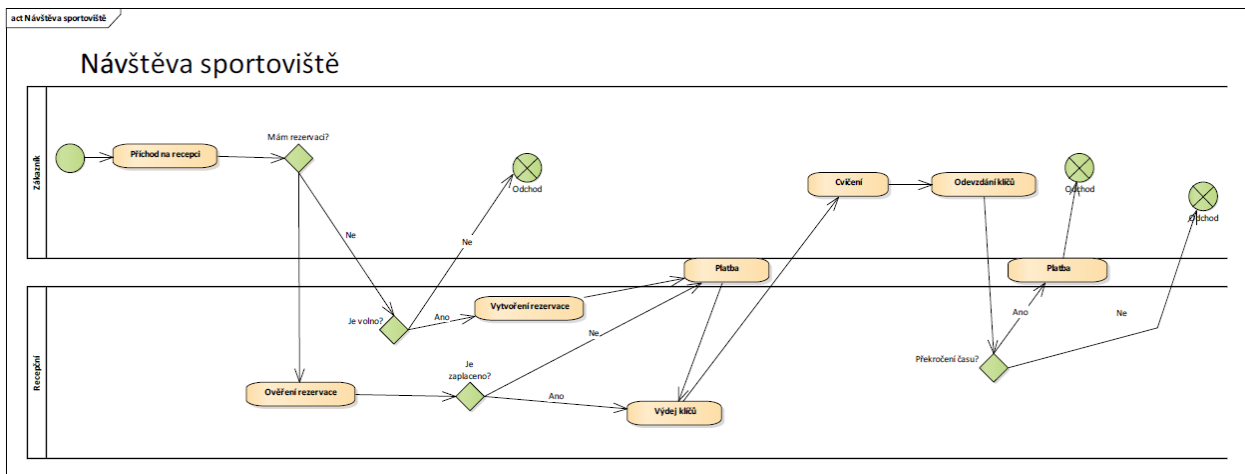 act Návštěva sportoviště
Návštěva sportoviště
Zákazník
Příchod na recepci
Mám rezervaci?
Ne
Ne
Odchod
Cvičení
Odevzdání klíčů
Odchod
Odchod
Platba
Platba
Recepční
Je volno?
Ano
Vytvoření rezervace
Ne
Ano
Ne
Překročení času?
Je
zaplaceno?
Ověření rezervace
Ano
Výdej klíčů